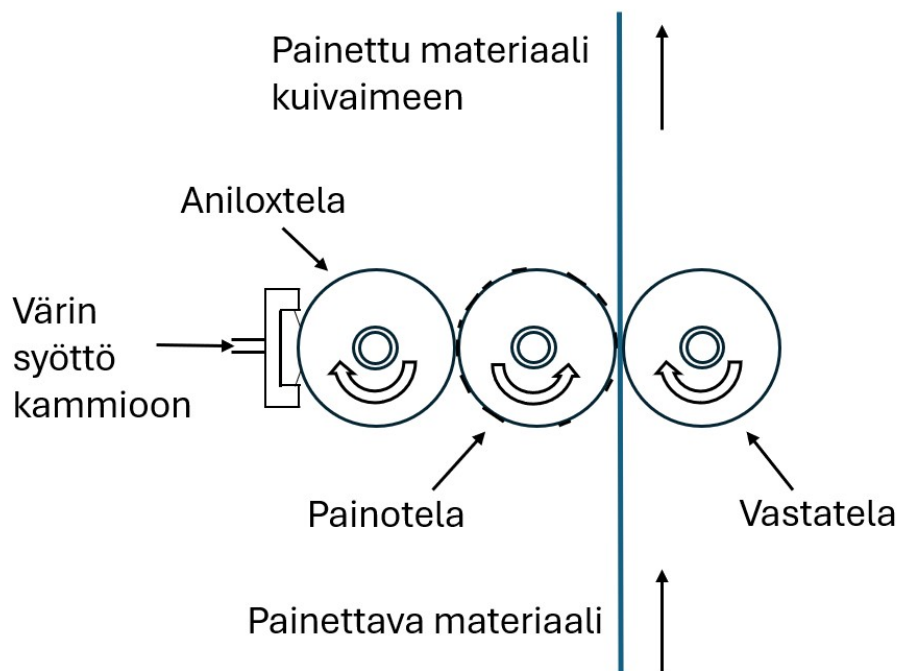 Painettu materiaali
kuivaimeen
Aniloxtela
Värin
syöttö
kammioon
Painotela
Vastatela
Painettava materiaali